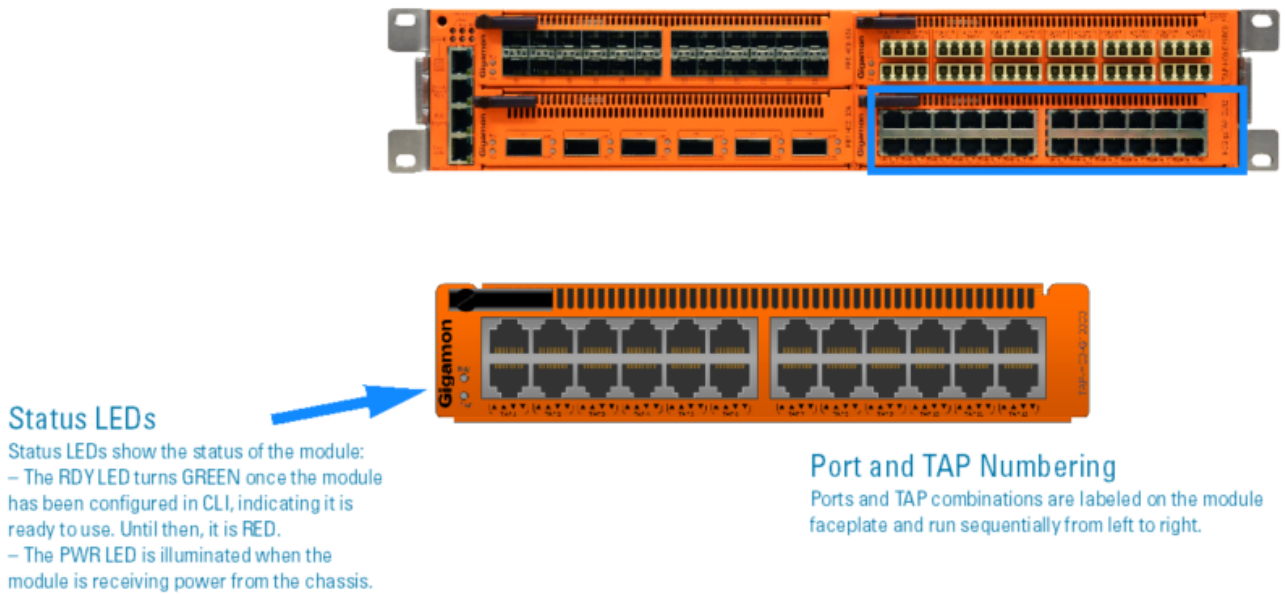 Gigamon
Gigamon
Gigamon
Gigamon
Gigamon
Status LEDs
Status LEDs show the status of the module:
– The RDY LED turns GREEN once the module
has been configured in CLI, indicating it is
ready to use. Until then, it is RED.
– The PWR LED is illuminated when the
module is receiving power from the chassis.
Port and TAP Numbering
Ports and TAP combinations are labeled on the module
faceplate and run sequentially from left to right.